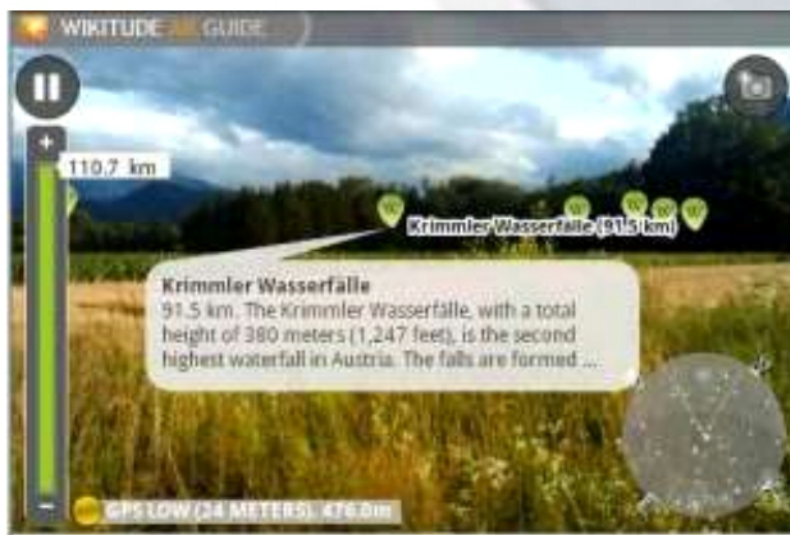 WIKITUDE AR GUIDE
+
110.7 km
Krimmler Wasserfälle (91.5 km)
Krimmler Wasserfälle
91.5 km. The Krimmler Wasserfälle, with a total
height of 380 meters (1,247 feet), is the second
highest waterfall in Austria. The falls are formed ...
-
GPS LOW (24 METERS). 476.0m